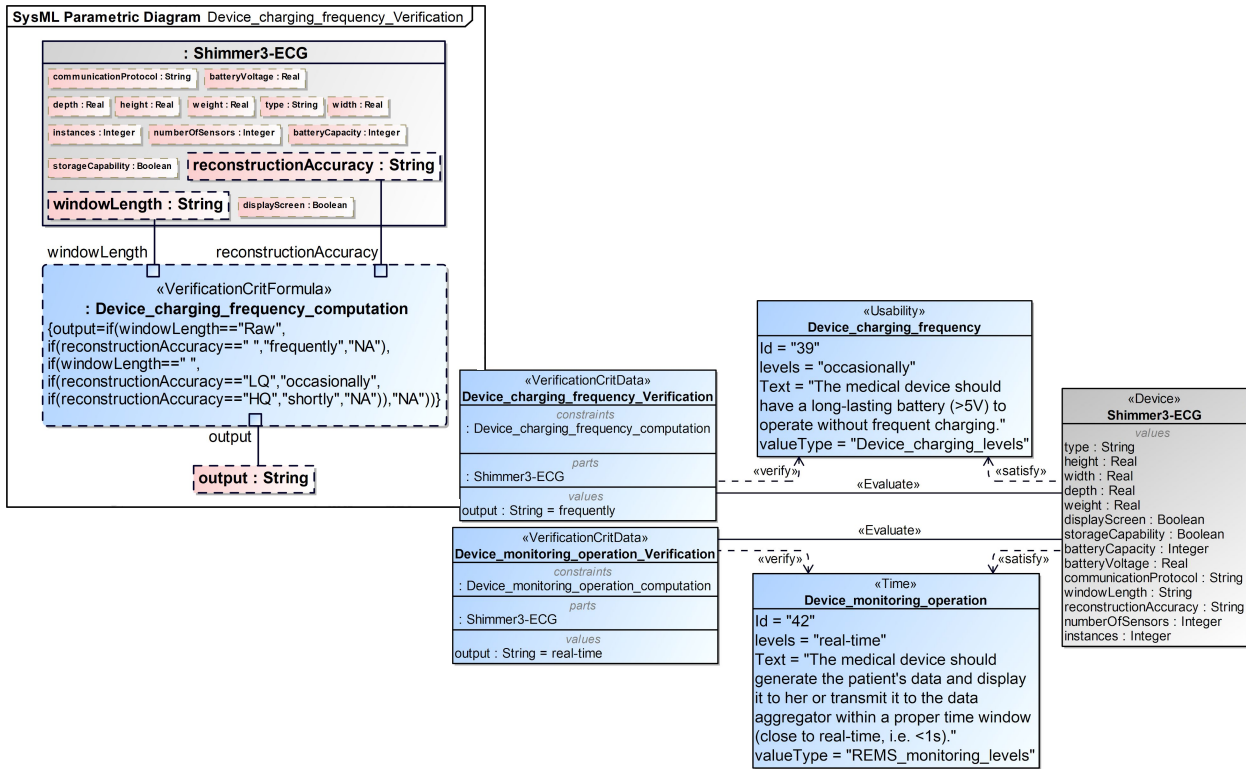 SysML Parametric Diagram Device_charging_frequency_Verification
: Shimmer3-ECG
communicationProtocol : String batteryVoltage : Real
depth : Real height : Real weight : Real type : String width : Real
instances : Integer numberOfSensors : Integer batteryCapacity : Integer
storageCapability : Boolean reconstructionAccuracy : String
windowLength : String displayScreen : Boolean
windowLength reconstructionAccuracy
«VerificationCritFormula»
: Device_charging_frequency_computation
{output=if(windowLength=="Raw",
if(reconstructionAccuracy==" ","frequently","NA"),
if(windowLength==" ",
if(reconstructionAccuracy=="LQ","occasionally",
if(reconstructionAccuracy=="HQ","shortly","NA")),"NA"))}
output
output : String
«VerificationCritData»
Device_charging_frequency_Verification
constraints
: Device_charging_frequency_computation
parts
: Shimmer3-ECG
values
output : String = frequently
«VerificationCritData»
Device_monitoring_operation_Verification
constraints
: Device_monitoring_operation_computation
parts
: Shimmer3-ECG
values
output : String = real-time
«Usability»
Device_charging_frequency
Id = "39"
levels = "occasionally"
Text = "The medical device should
have a long-lasting battery (>5V) to
operate without frequent charging."
valueType = "Device_charging_levels"
«verify» «satisfy»
«Evaluate»
«Evaluate»
«verify» «satisfy»
«Time»
Device_monitoring_operation
Id = "42"
levels = "real-time"
Text = "The medical device should
generate the patient's data and display
it to her or transmit it to the data
aggregator within a proper time window
(close to real-time, i.e. <1s)."
valueType = "REMS_monitoring_levels"
«Device»
Shimmer3-ECG
values
type : String
height : Real
width : Real
depth : Real
weight : Real
displayScreen : Boolean
storageCapability : Boolean
batteryCapacity : Integer
batteryVoltage : Real
communicationProtocol : String
windowLength : String
reconstructionAccuracy : String
numberOfSensors : Integer
instances : Integer